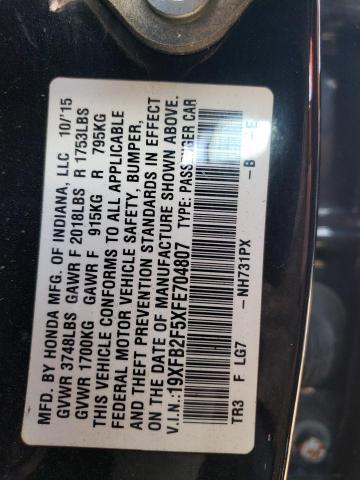 MFD. BY HONDA MFG. OF INDIANA, LLC 10/15
GVWR 3748LBS GAWR F 2018LBS R 1753LBS
GVWR 1700KG GAWR F 915KG R 795KG
THIS VEHICLE CONFORMS TO ALL APPLICABLE
FEDERAL MOTOR VEHICLE SAFETY, BUMPER,
AND THEFT PREVENTION STANDARDS IN EFFECT
ON THE DATE OF MANUFACTURE SHOWN ABOVE.
V.I.N.:19XFB2F5XFE704807 TYPE: PASSENGER CAR
TR3 F LG7 -NH731PX -B -E